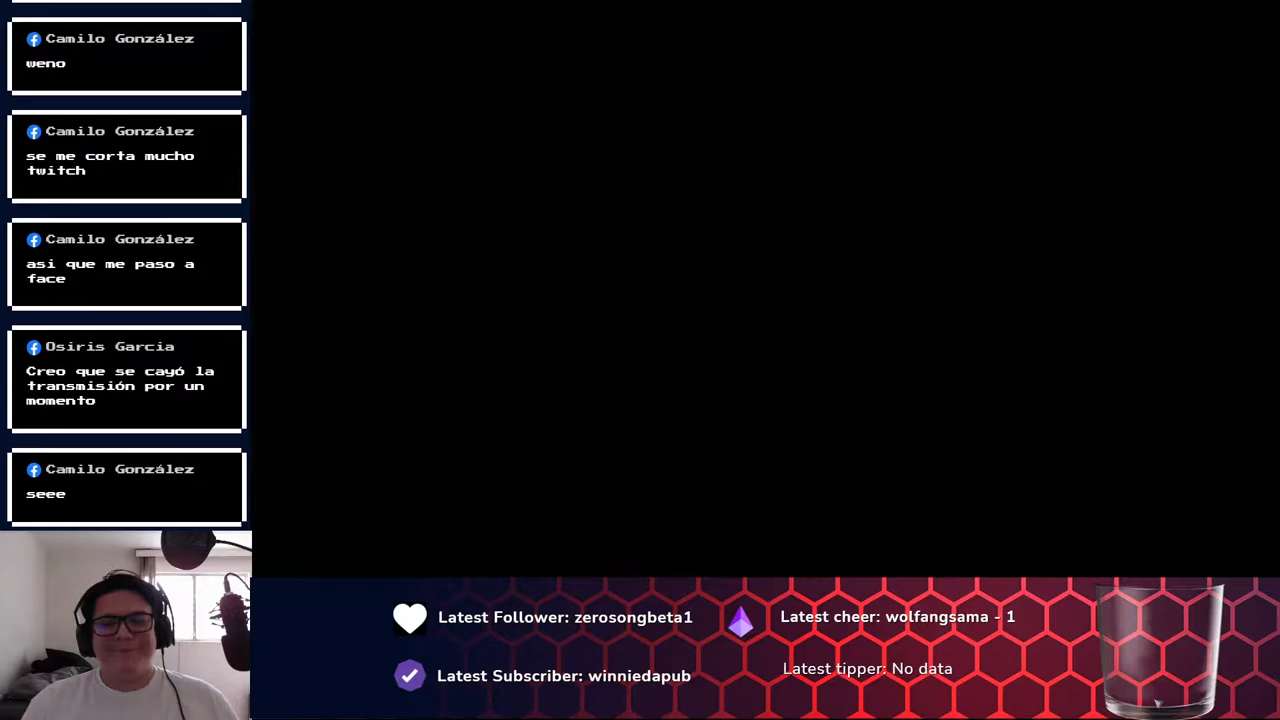 Camilo González
weno
Camilo González
se me corta mucho
twitch
Camilo González
asi que me paso a
face
Osiris Garcia
Creo que se cayó la
transmisión por un
momento
Camilo González
seee
Latest Follower: zerosongbeta1
Latest cheer: wolfangsama - 1
Latest Subscriber: winniedapub
Latest tipper: No data